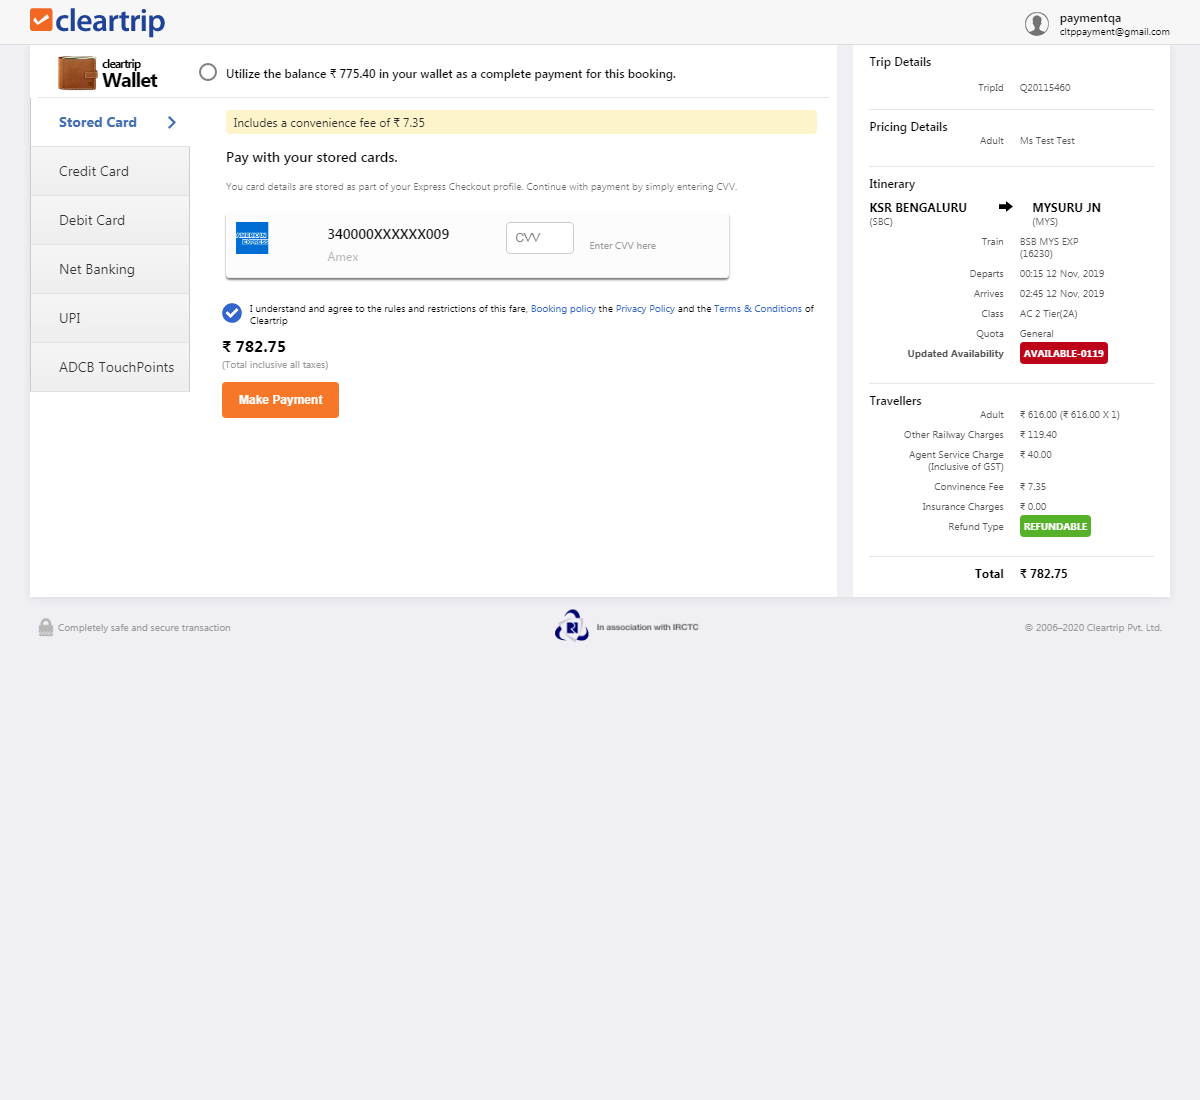 cleartrip
paymentqa
cltppayment@gmail.com
cleartrip
Wallet
Utilize the balance ₹ 775.40 in your wallet as a complete payment for this booking.
Stored Card
Credit Card
Debit Card
Net Banking
UPI
ADCB TouchPoints
Includes a convenience fee of ₹ 7.35
Pay with your stored cards.
You card details are stored as part of your Express Checkout profile. Continue with payment by simply entering CVV.
AMERICAN
EXPRESS
340000XXXXXX009
Amex
CVV
Enter CVV here
I understand and agree to the rules and restrictions of this fare, Booking policy the Privacy Policy and the Terms & Conditions of
Cleartrip
₹ 782.75
(Total inclusive all taxes)
Make Payment
Trip Details
TripId Q20115460
Pricing Details
Adult Ms Test Test
Itinerary
KSR BENGALURU MYSURU JN
(SBC) (MYS)
Train BSB MYS EXP
(16230)
Departs 00:15 12 Nov, 2019
Arrives 02:45 12 Nov, 2019
Class AC 2 Tier(2A)
Quota General
Updated Availability AVAILABLE-0119
Travellers
Adult ₹ 616.00 (₹ 616.00 X 1)
Other Railway Charges ₹ 119.40
Agent Service Charge ₹ 40.00
(Inclusive of GST)
Convinence Fee ₹ 7.35
Insurance Charges ₹ 0.00
Refund Type REFUNDABLE
Total ₹ 782.75
Completely safe and secure transaction
In association with IRCTC
© 2006–2020 Cleartrip Pvt. Ltd.